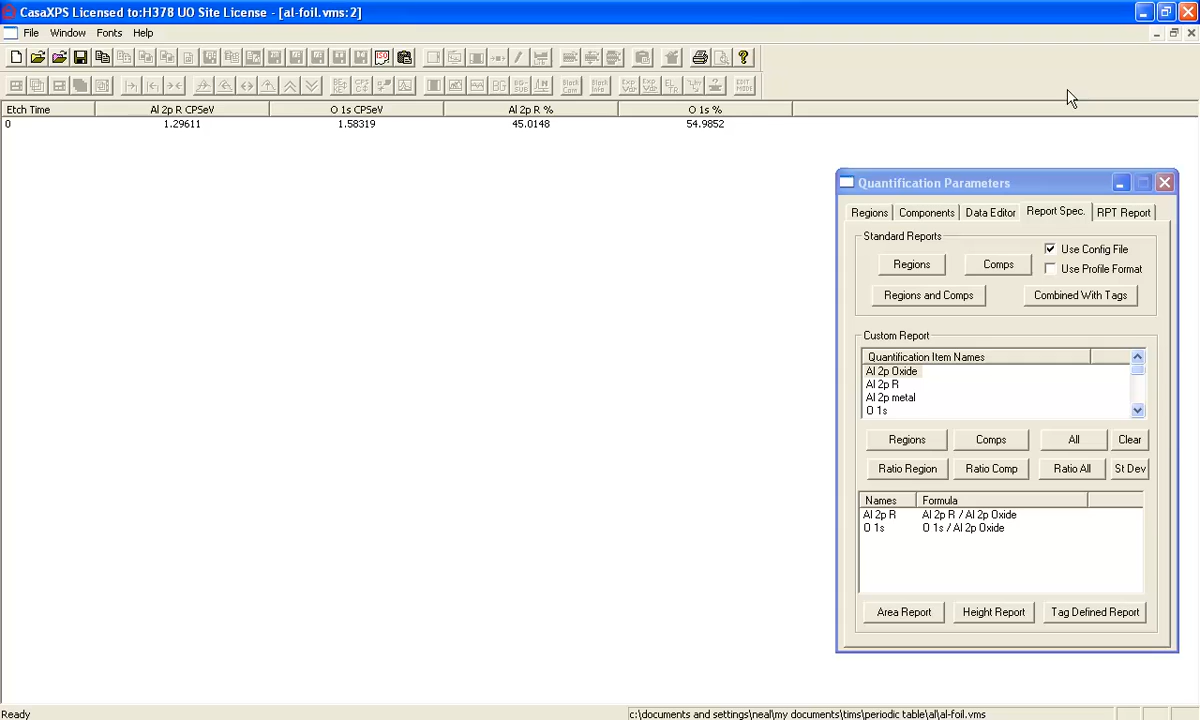 CasaXPS Licensed to:H378 UO Site License - [al-foil.vms:2]
File Window Fonts Help
Etch Time Al 2p R CPSeV O 1s CPSeV Al 2p R % O 1s %
0 1.29611 1.58319 45.0148 54.9852
Quantification Parameters
Regions Components Data Editor Report Spec. RPT Report
Standard Reports
Use Config File
Regions Comps
Use Profile Format
Regions and Comps Combined With Tags
Custom Report
Quantification Item Names
Al 2p Oxide
Al 2p R
Al 2p metal
O 1s
Regions Comps All Clear
Ratio Region Ratio Comp Ratio All St Dev
Names Formula
Al 2p R Al 2p R / Al 2p Oxide
O 1s O 1s / Al 2p Oxide
Area Report Height Report Tag Defined Report
Ready c:\documents and settings\neal\my documents\tims\periodic table\al\al-foil.vms